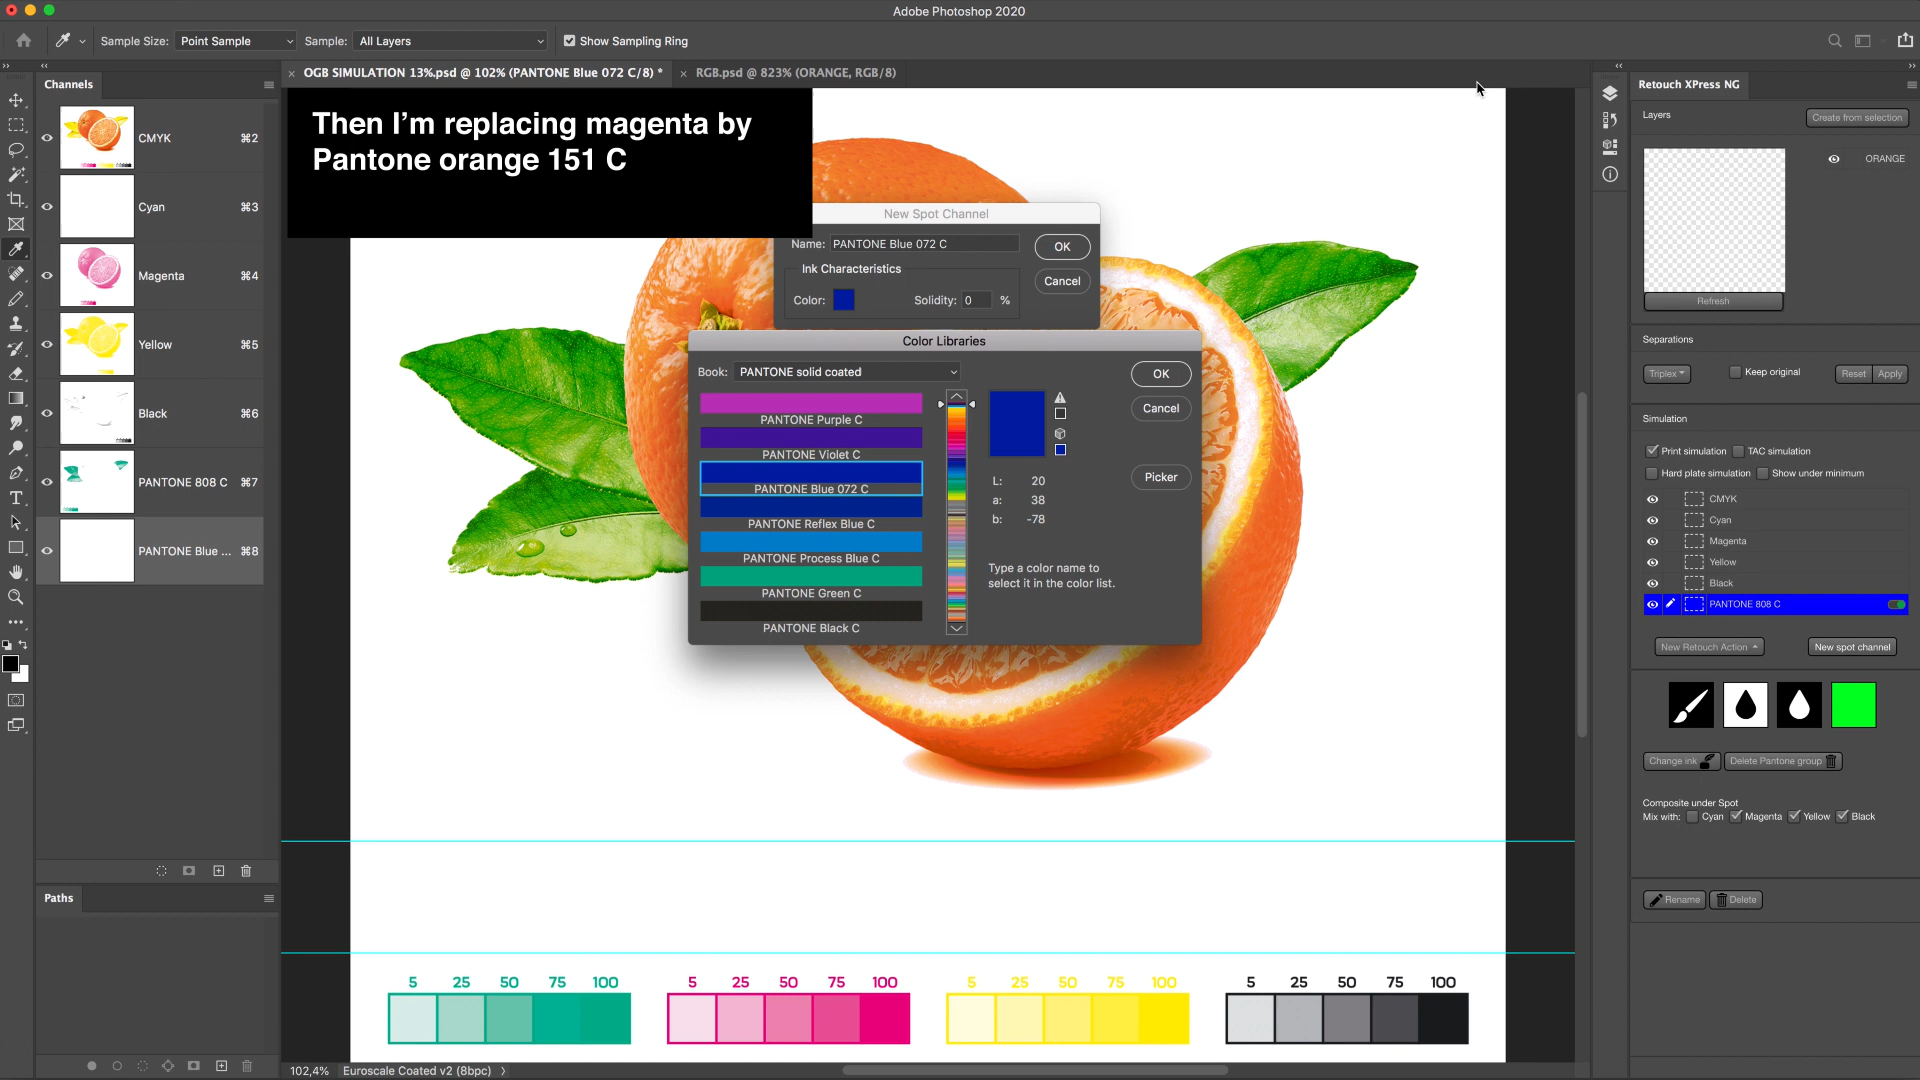 Adobe Photoshop 2020
Sample Size: Point Sample Sample: All Layers Show Sampling Ring
Channels
OGB SIMULATION 13%.psd @ 102% (PANTONE Blue 072 C/8) *
RGB.psd @ 823% (ORANGE, RGB/8)
Then I'm replacing magenta by
Pantone orange 151 C
CMYK ⌘2
Cyan ⌘3
Magenta ⌘4
Yellow ⌘5
Black ⌘6
PANTONE 808 C ⌘7
PANTONE Blue ... ⌘8
Paths
New Spot Channel
Name: PANTONE Blue 072 C
OK
Ink Characteristics
Cancel
Color: Solidity: 0 %
Color Libraries
Book: PANTONE solid coated
OK
Cancel
Picker
PANTONE Purple C
PANTONE Violet C
PANTONE Blue 072 C
PANTONE Reflex Blue C
PANTONE Process Blue C
PANTONE Green C
PANTONE Black C
L: 20
a: 38
b: -78
Type a color name to
select it in the color list.
5 25 50 75 100
5 25 50 75 100
5 25 50 75 100
5 25 50 75 100
102,4% Euroscale Coated v2 (8bpc)
Retouch XPress NG
Layers
Create from selection
ORANGE
Refresh
Separations
Triplex Keep original Reset Apply
Simulation
Print simulation TAC simulation
Hard plate simulation Show under minimum
CMYK
Cyan
Magenta
Yellow
Black
PANTONE 808 C
New Retouch Action New spot channel
Change ink Delete Pantone group
Composite under Spot
Mix with: Cyan Magenta Yellow Black
Rename Delete